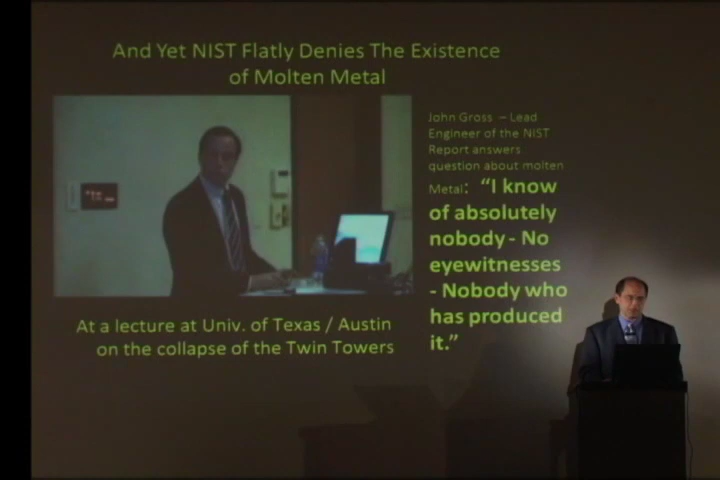 And Yet NIST Flatly Denies The Existence
of Molten Metal
John Gross – Lead
Engineer of the NIST
Report answers
question about molten
Metal: "I know
of absolutely
nobody - No
eyewitnesses
- Nobody who
has produced
it."
At a lecture at Univ. of Texas / Austin
on the collapse of the Twin Towers